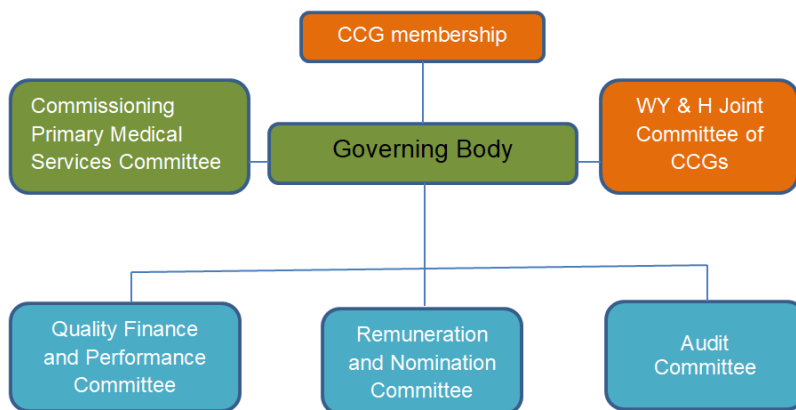 CCG membership
Commissioning
Primary Medical
Services Committee
Governing Body
WY & H Joint
Committee of
CCGs
Quality Finance
and Performance
Committee
Remuneration
and Nomination
Committee
Audit
Committee